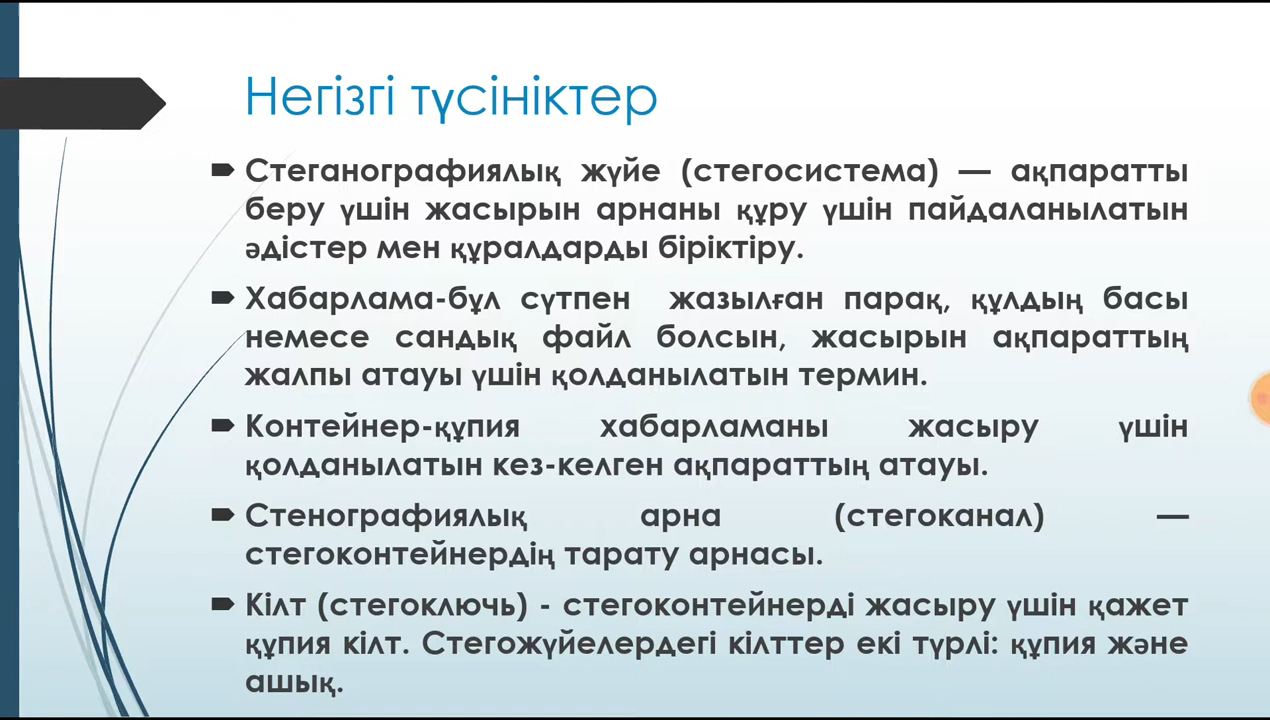 Негізгі түсініктер
Стеганографиялық жүйе (стегосистема) — ақпаратты
беру үшін жасырын арнаны құру үшін пайдаланылатын
әдістер мен құралдарды біріктіру.
Хабарлама-бұл сүтпен жазылған парақ, құлдың басы
немесе сандық файл болсын, жасырын ақпараттың
жалпы атауы үшін қолданылатын термин.
Контейнер-құпия хабарламаны жасыру үшін
қолданылатын кез-келген ақпараттың атауы.
Стенографиялық арна (стегоканал) —
стегоконтейнердің тарату арнасы.
Кілт (стегоключь) - стегоконтейнерді жасыру үшін қажет
құпия кілт. Стегожүйелердегі кілттер екі түрлі: құпия және
ашық.